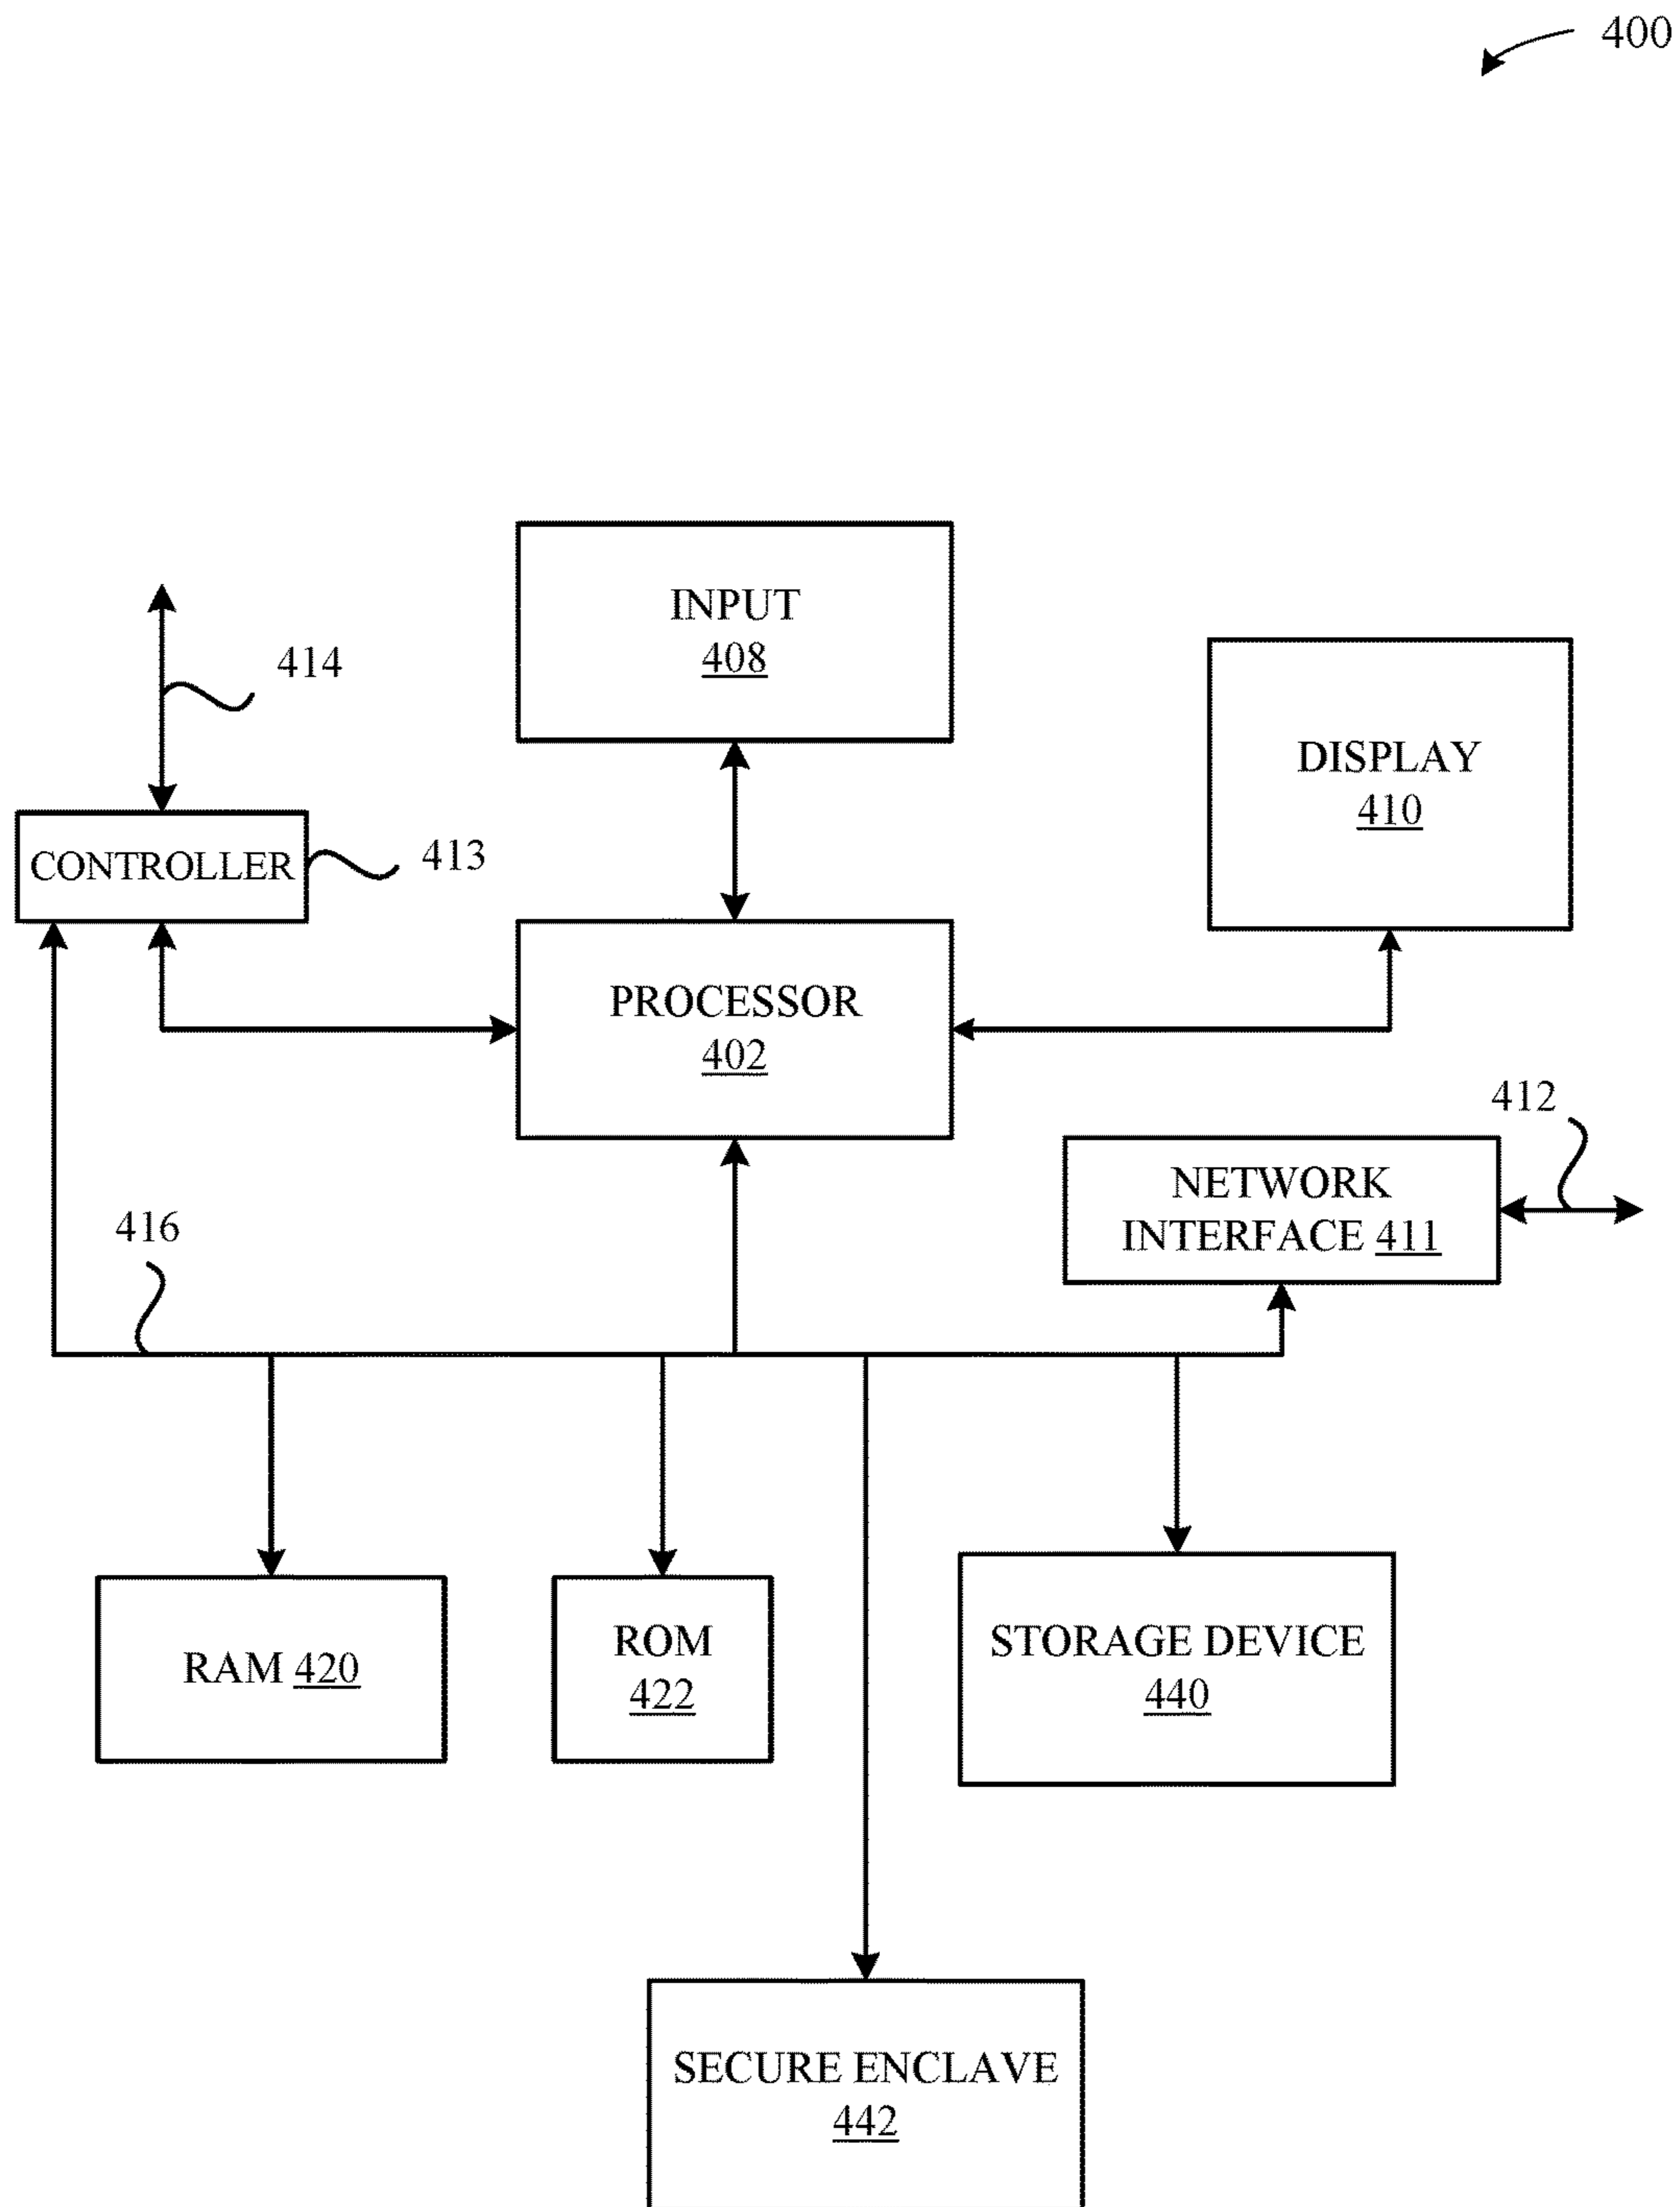 400
INPUT
408
414
DISPLAY
410
CONTROLLER
413
PROCESSOR
402
412
NETWORK
INTERFACE 411
416
RAM 420
ROM
422
STORAGE DEVICE
440
SECURE ENCLAVE
442